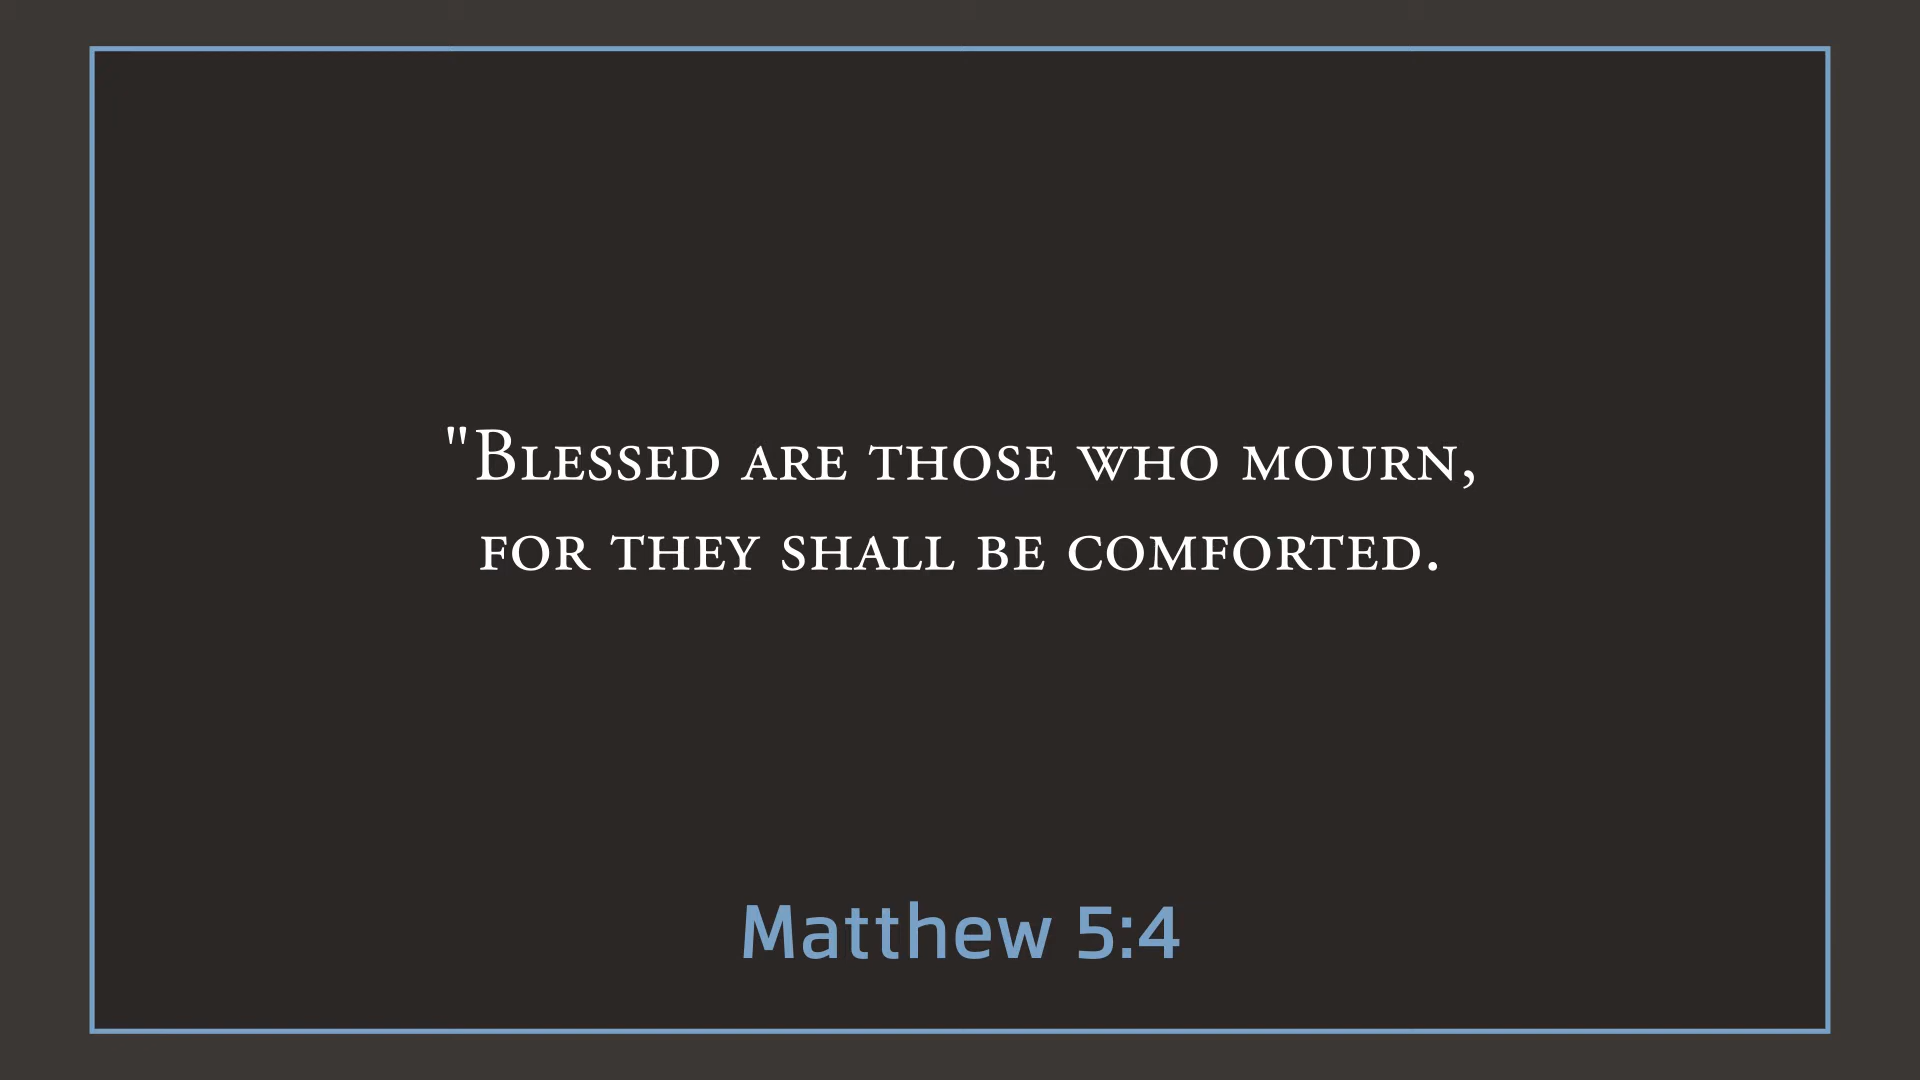 "Blessed are those who mourn,
for they shall be comforted.
Matthew 5:4